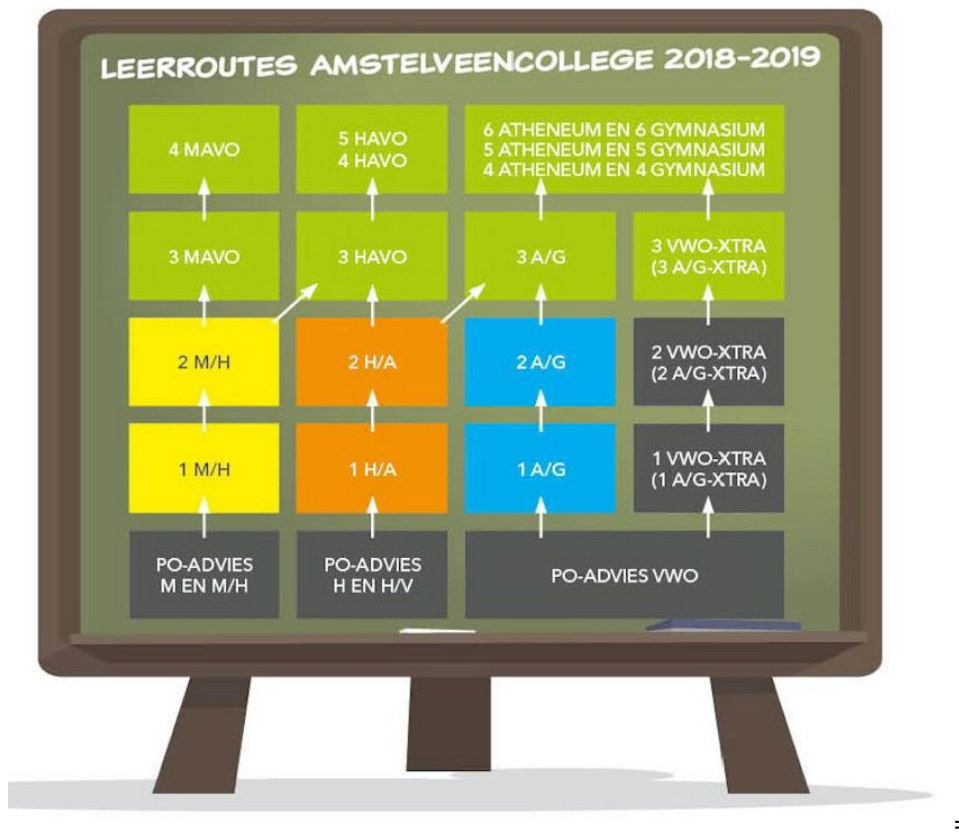 LEERROUTES AMSTELVEENCOLLEGE 2018-2019
4 MAVO
5 HAVO
4 HAVO
6 ATHENEUM EN 6 GYMNASIUM
5 ATHENEUM EN 5 GYMNASIUM
4 ATHENEUM EN 4 GYMNASIUM
3 MAVO
3 HAVO
3 A/G
3 VWO-XTRA
(3 A/G-XTRA)
2 M/H
2 H/A
2 A/G
2 VWO-XTRA
(2 A/G-XTRA)
1 M/H
1 H/A
1 A/G
1 VWO-XTRA
(1 A/G-XTRA)
PO-ADVIES
M EN M/H
PO-ADVIES
H EN H/V
PO-ADVIES VWO